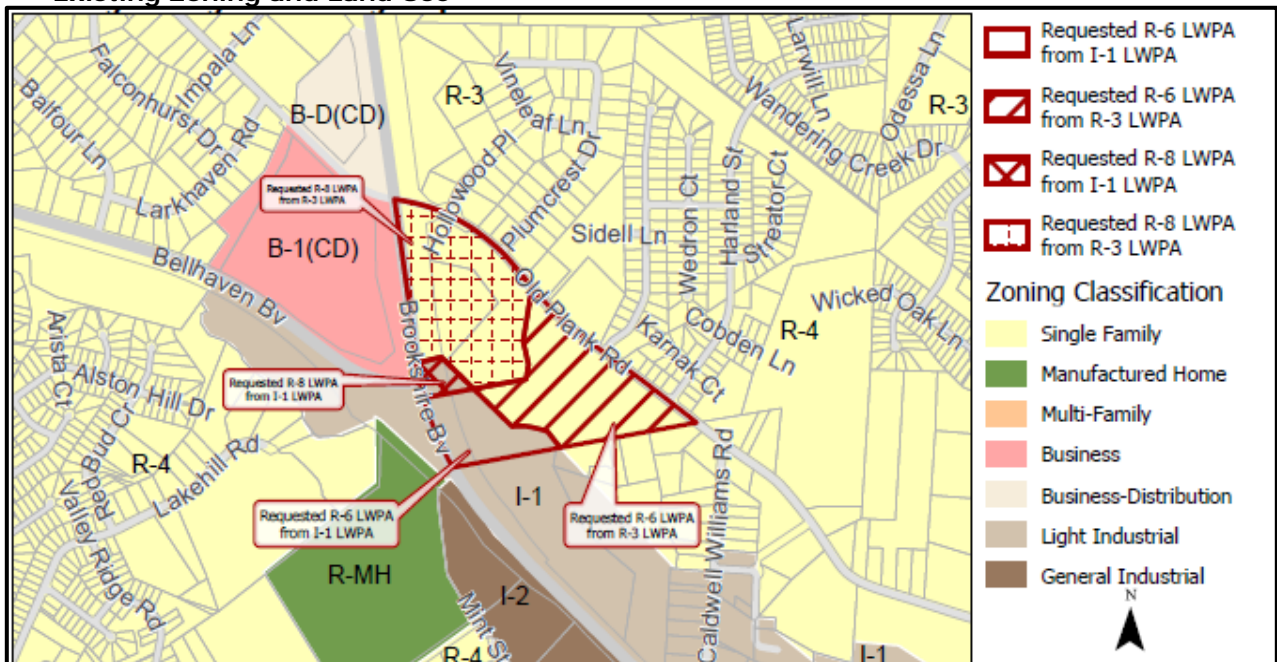 Existing Zoning and Land Use
Impala Ln
Falconhurst Dr
Balfour Ln
Larkhaven Rd
B-D(CD)
R-3
Vineleaf Ln
Hollowood Pl
Plumcrest Dr
Larwill Ln
Odessa Ln
R-3
Wandering Creek Dr
Requested R-8 LWPA
from R-3 LWPA
B-1(CD)
Sidell Ln
Wedron Ct
Harland St
Streator Ct
Bellhaven Bv
Brookshire Bv
Old Plank Rd
Karnak Ct
Cobden Ln
R-4
Wicked Oak Ln
Arista Ct
Alston Hill Dr
Requested R-8 LWPA
from I-1 LWPA
Red Bud Cr
R-4
Lakehill Rd
Valley Ridge Rd
Requested R-6 LWPA
from I-1 LWPA
I-1
Requested R-6 LWPA
from R-3 LWPA
Caldwell Williams Rd
R-MH
I-2
Mint St
R-4
I-1
Requested R-6 LWPA
from I-1 LWPA
Requested R-6 LWPA
from R-3 LWPA
Requested R-8 LWPA
from I-1 LWPA
Requested R-8 LWPA
from R-3 LWPA
Zoning Classification
Single Family
Manufactured Home
Multi-Family
Business
Business-Distribution
Light Industrial
General Industrial
N